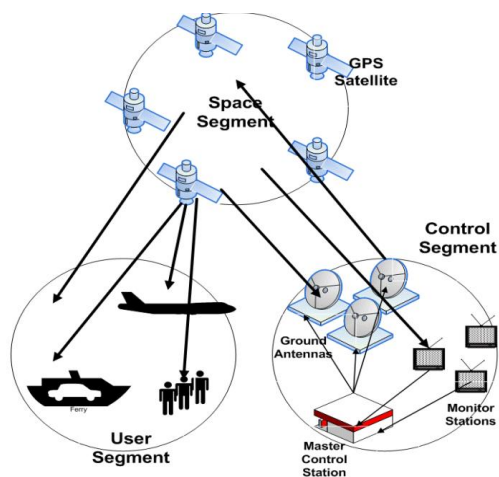 GPS
Satellite
Space
Segment
Control
Segment
Ground
Antennas
Monitor
Stations
Master
Control
Station
Ferry
User
Segment